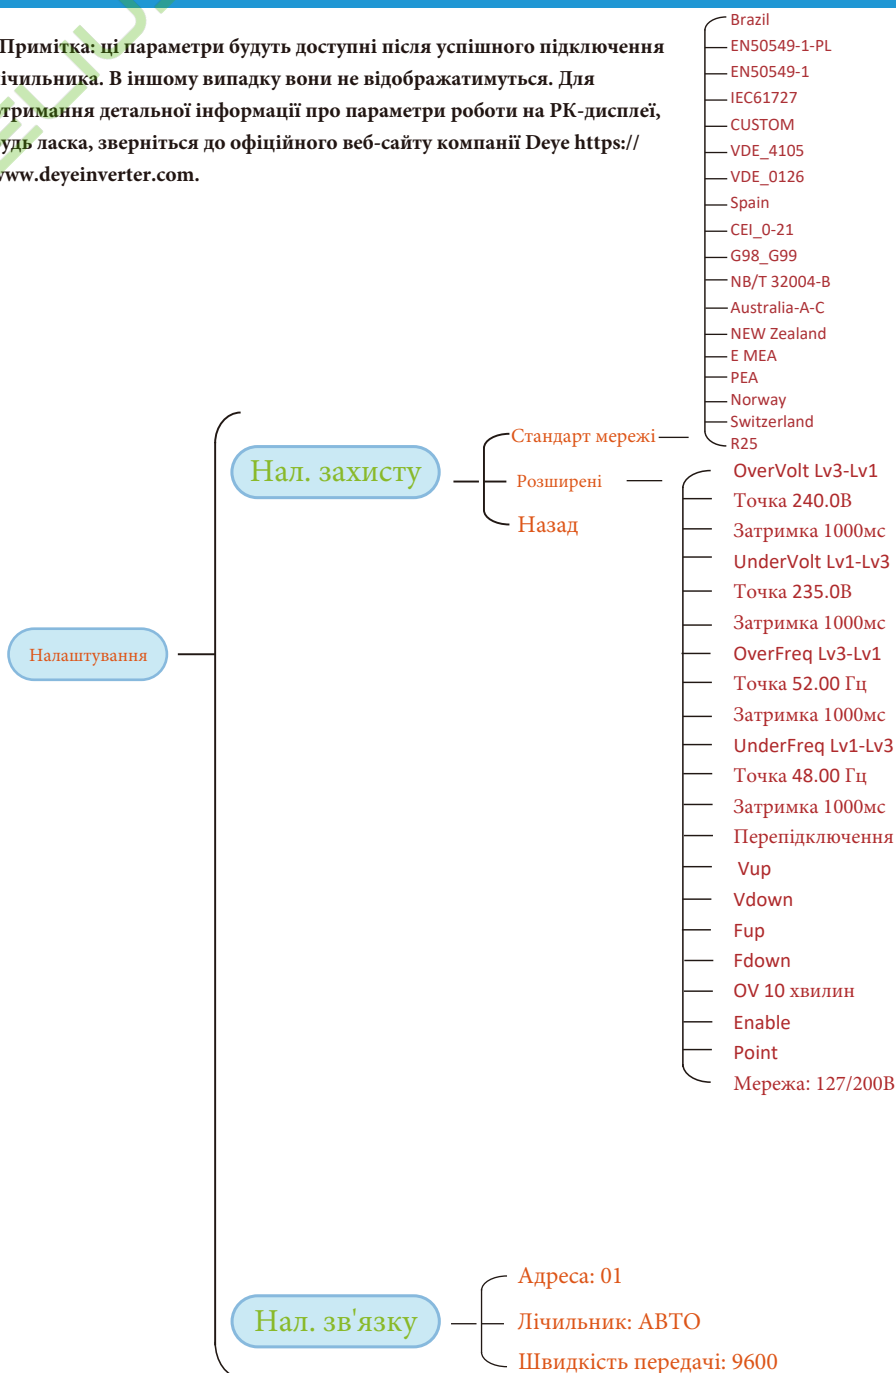 Примітка: ці параметри будуть доступні після успішного підключення
ічильника. В іншому випадку вони не відображатимуться. Для
тримання детальної інформації про параметри роботи на РК-дисплеї,
удь ласка, зверніться до офіційного веб-сайту компанії Deye https://
www.deyeinverter.com.
Brazil
EN50549-1-PL
EN50549-1
IEC61727
CUSTOM
VDE_4105
VDE_0126
Spain
CEI_0-21
G98_G99
NB/T 32004-B
Australia-A-C
NEW Zealand
E MEA
PEA
Norway
Switzerland
R25
Налаштування
Нал. захисту
Стандарт мережі
Розширені
Назад
OverVolt Lv3-Lv1
Точка 240.0В
Затримка 1000мс
UnderVolt Lv1-Lv3
Точка 235.0В
Затримка 1000мс
OverFreq Lv3-Lv1
Точка 52.00 Гц
Затримка 1000мс
UnderFreq Lv1-Lv3
Точка 48.00 Гц
Затримка 1000мс
Перепідключення
Vup
Vdown
Fup
Fdown
OV 10 хвилин
Enable
Point
Мережа: 127/200В
Нал. зв'язку
Адреса: 01
Лічильник: АВТО
Швидкість передачі: 9600